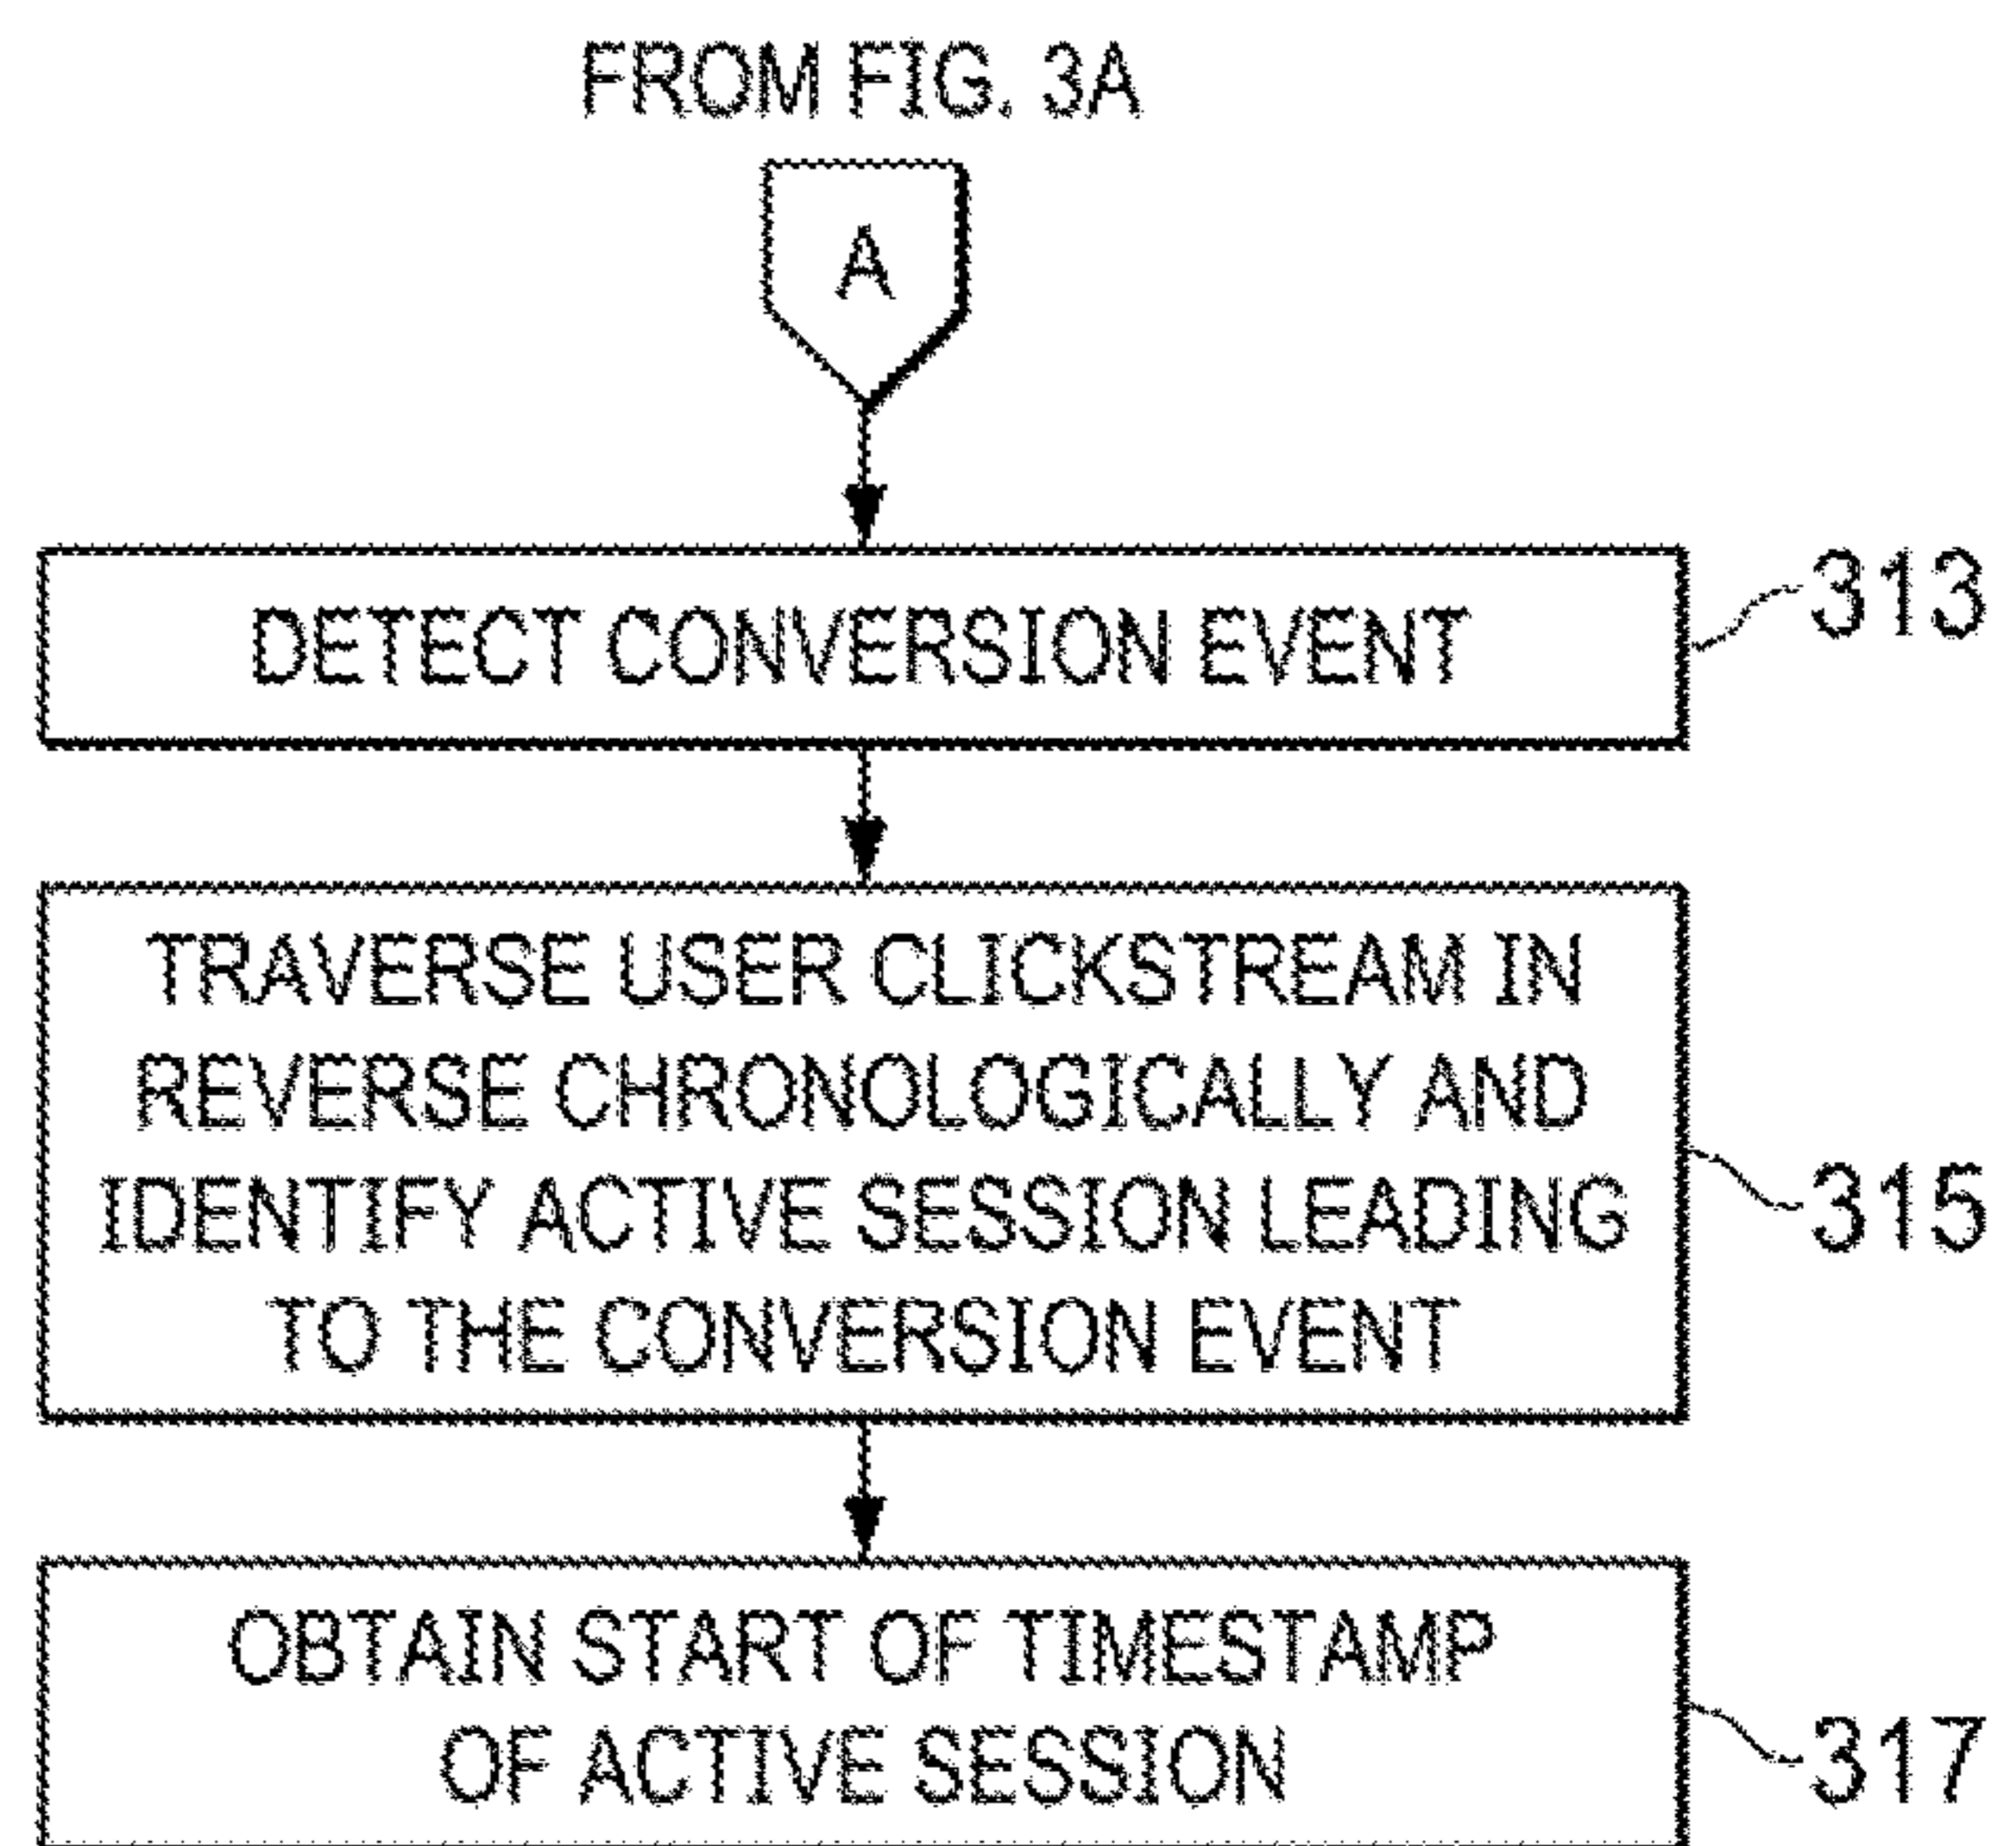 FROM FIG. 3A
A
DETECT CONVERSION EVENT
313
TRAVERSE USER CLICKSTREAM IN
REVERSE CHRONOLOGICALLY AND
IDENTIFY ACTIVE SESSION LEADING
TO THE CONVERSION EVENT
315
OBTAIN START OF TIMESTAMP
OF ACTIVE SESSION
317